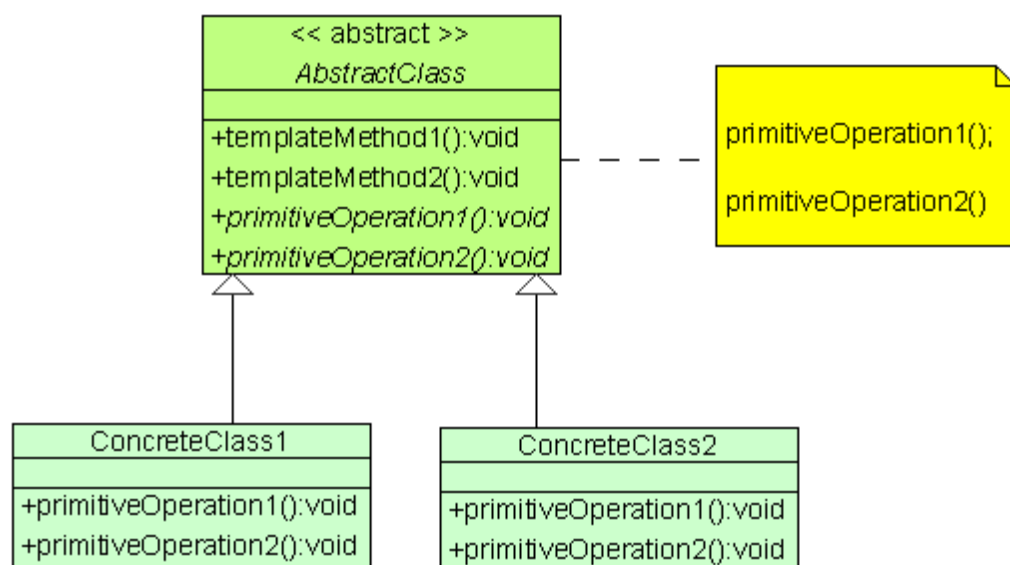 << abstract >>
AbstractClass
+templateMethod1():void
+templateMethod2():void
+primitiveOperation1():void
+primitiveOperation2():void
primitiveOperation1();
primitiveOperation2()
ConcreteClass1
+primitiveOperation1():void
+primitiveOperation2():void
ConcreteClass2
+primitiveOperation1():void
+primitiveOperation2():void